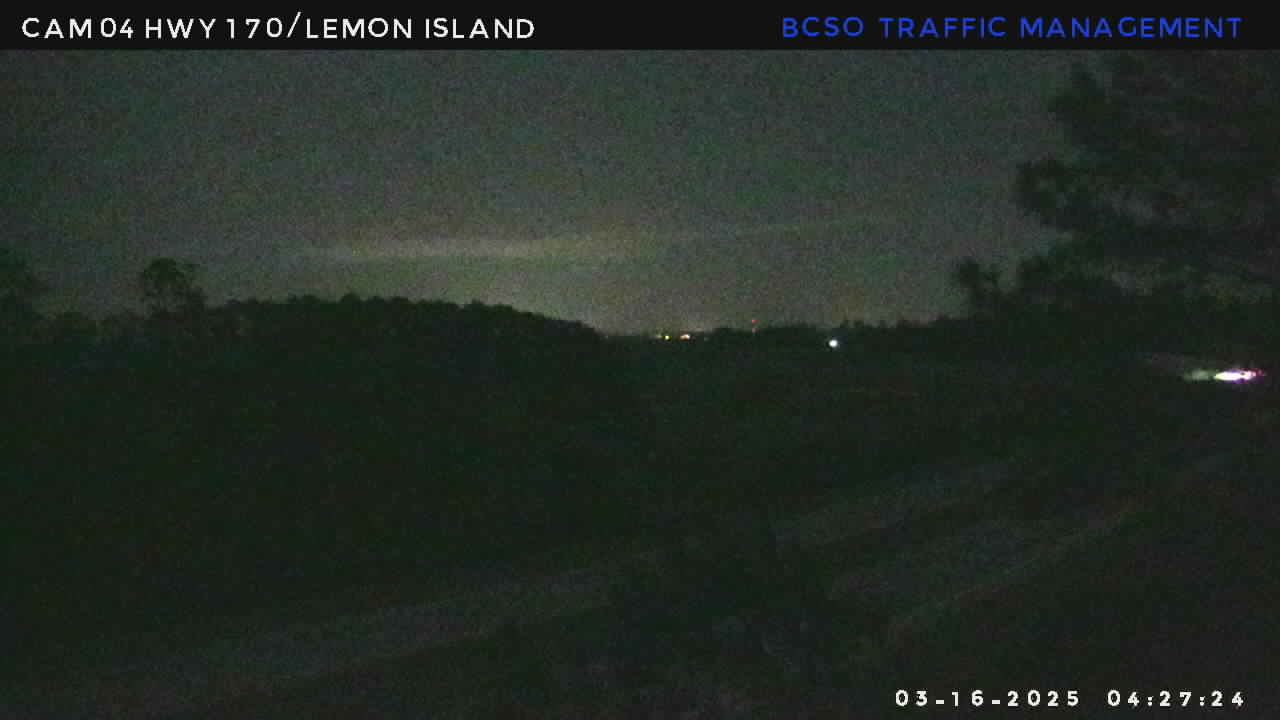 CAM04 HWY 170/LEMON ISLAND
BCSO TRAFFIC MANAGEMENT
03-16-2025 04:27:24